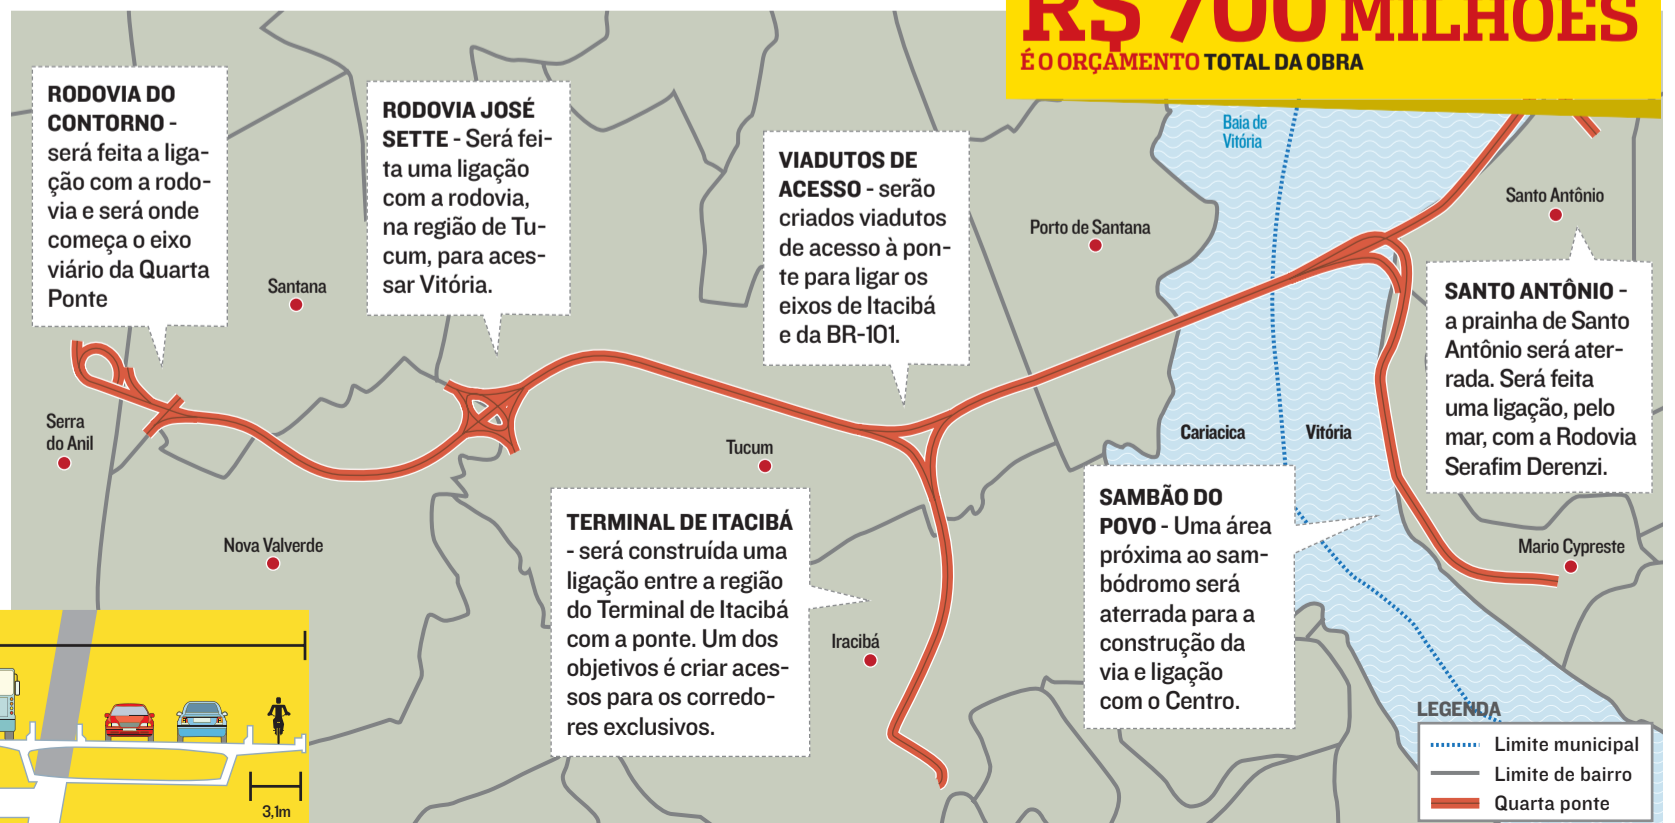 R$ 700 MILHÕES
É O ORÇAMENTO TOTAL DA OBRA
RODOVIA DO
CONTORNO -
será feita a liga-
ção com a rodo-
via e será onde
começa o eixo
viário da Quarta
Ponte
RODOVIA JOSÉ
SETTE - Será fei-
ta uma ligação
com a rodovia,
na região de Tu-
cum, para aces-
sar Vitória.
VIADUTOS DE
ACESSO - serão
criados viadutos
de acesso à pon-
te para ligar os
eixos de Itacibá
e da BR-101.
Baia de
Vitória
Porto de Santana
Santo Antônio
SANTO ANTÔNIO -
a prainha de Santo
Antônio será ater-
rada. Será feita
uma ligação, pelo
mar, com a Rodovia
Serafim Derenzi.
Santana
Serra
do Anil
Tucum
Cariacica
Vitória
TERMINAL DE ITACIBÁ
- será construída uma
ligação entre a região
do Terminal de Itacibá
com a ponte. Um dos
objetivos é criar aces-
sos para os corredo-
res exclusivos.
SAMBÃO DO
POVO - Uma área
próxima ao sam-
bódromo será
aterrada para a
construção da
via e ligação
com o Centro.
Nova Valverde
Mario Cypreste
Iracibá
3,1m
LEGENDA
Limite municipal
Limite de bairro
Quarta ponte